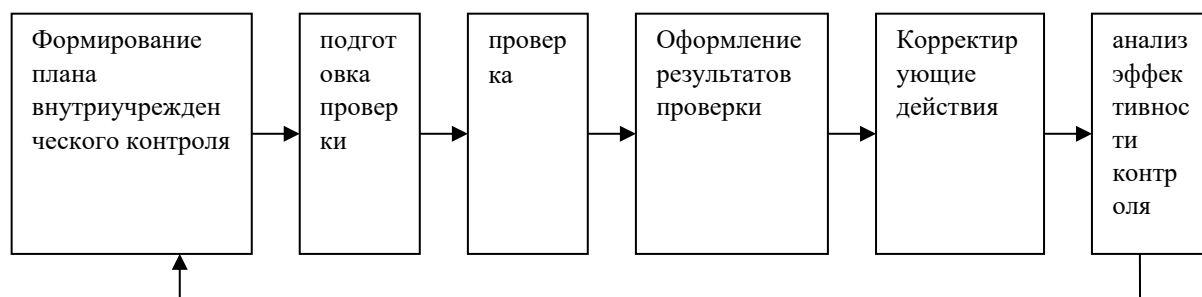 Формирование
плана
внутриучрежден
ческого контроля
подгот
овка
провер
ки
провер
ка
Оформление
результатов
проверки
Корректир
ующие
действия
анализ
эффек
тивнос
ти
контр
оля